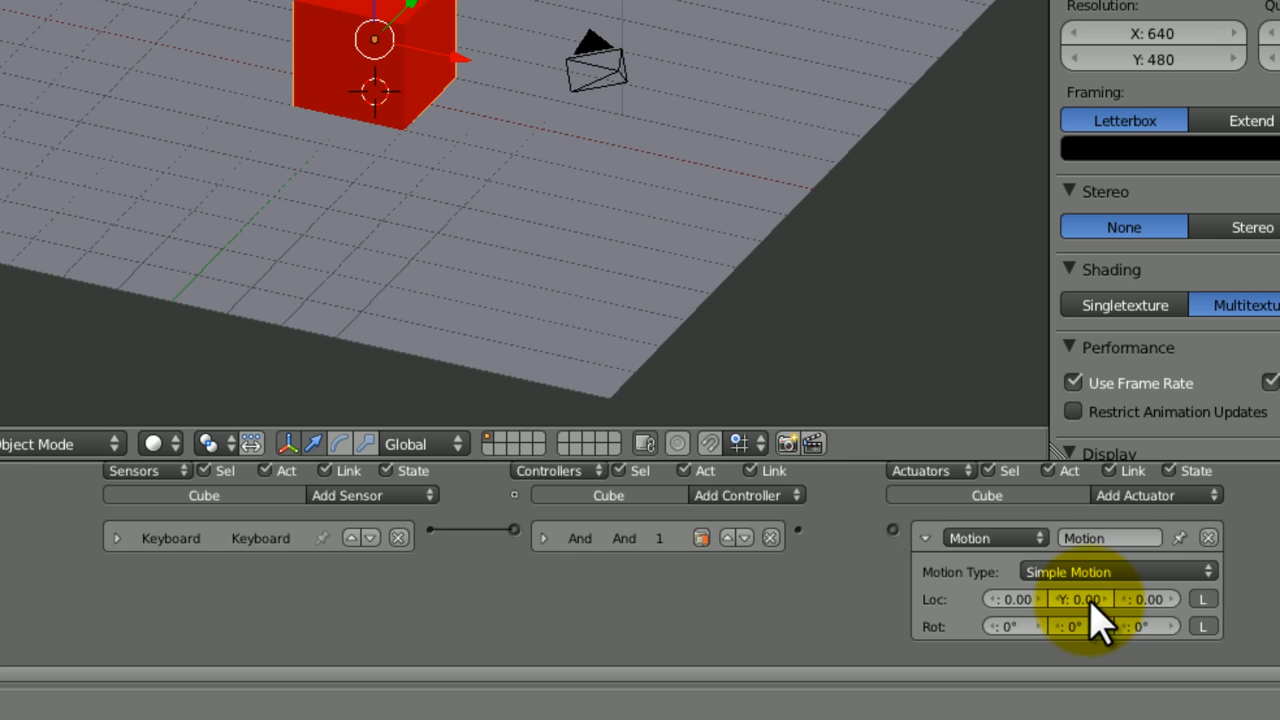 Resolution:
X: 640
Y: 480
Framing:
Letterbox Extend
Stereo
None Stereo
Shading
Singletexture Multitextu
Performance
Use Frame Rate
Restrict Animation Updates
Display
bject Mode Global
Sensors Sel Act Link State Controllers Sel Act Link Actuators Sel Act Link State
Cube Add Sensor Cube Add Controller Cube Add Actuator
Keyboard Keyboard And And 1 Motion Motion
Motion Type: Simple Motion
Loc: : 0.00 Y: 0.00 : 0.00 L
Rot: : 0° : 0° : 0° L